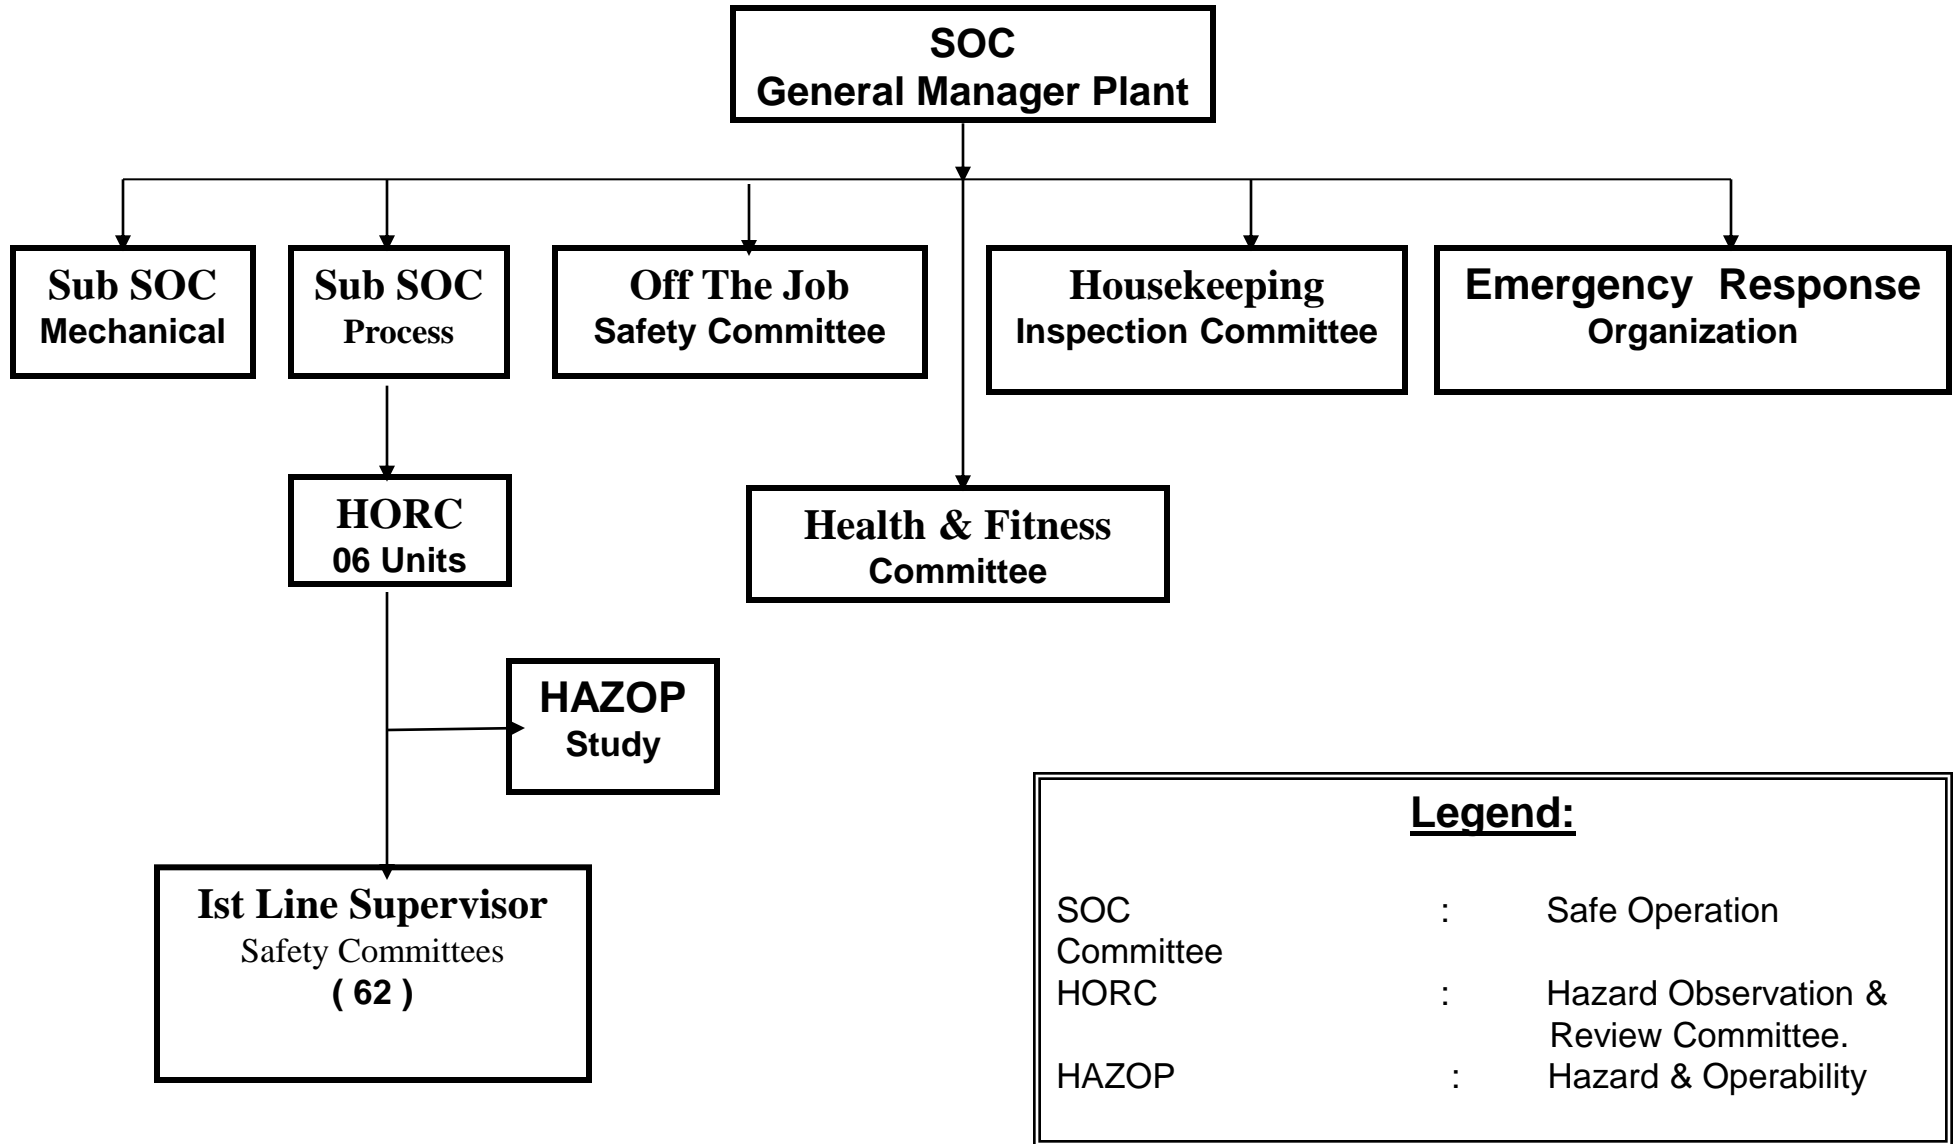 SOC
General Manager Plant
Sub SOC
Mechanical
Sub SOC
Process
Off The Job
Safety Committee
Housekeeping
Inspection Committee
Emergency Response
Organization
HORC
06 Units
Health & Fitness
Committee
HAZOP
Study
Ist Line Supervisor
Safety Committees
( 62 )
Legend:
SOC : Safe Operation
Committee
HORC : Hazard Observation &
Review Committee.
HAZOP : Hazard & Operability